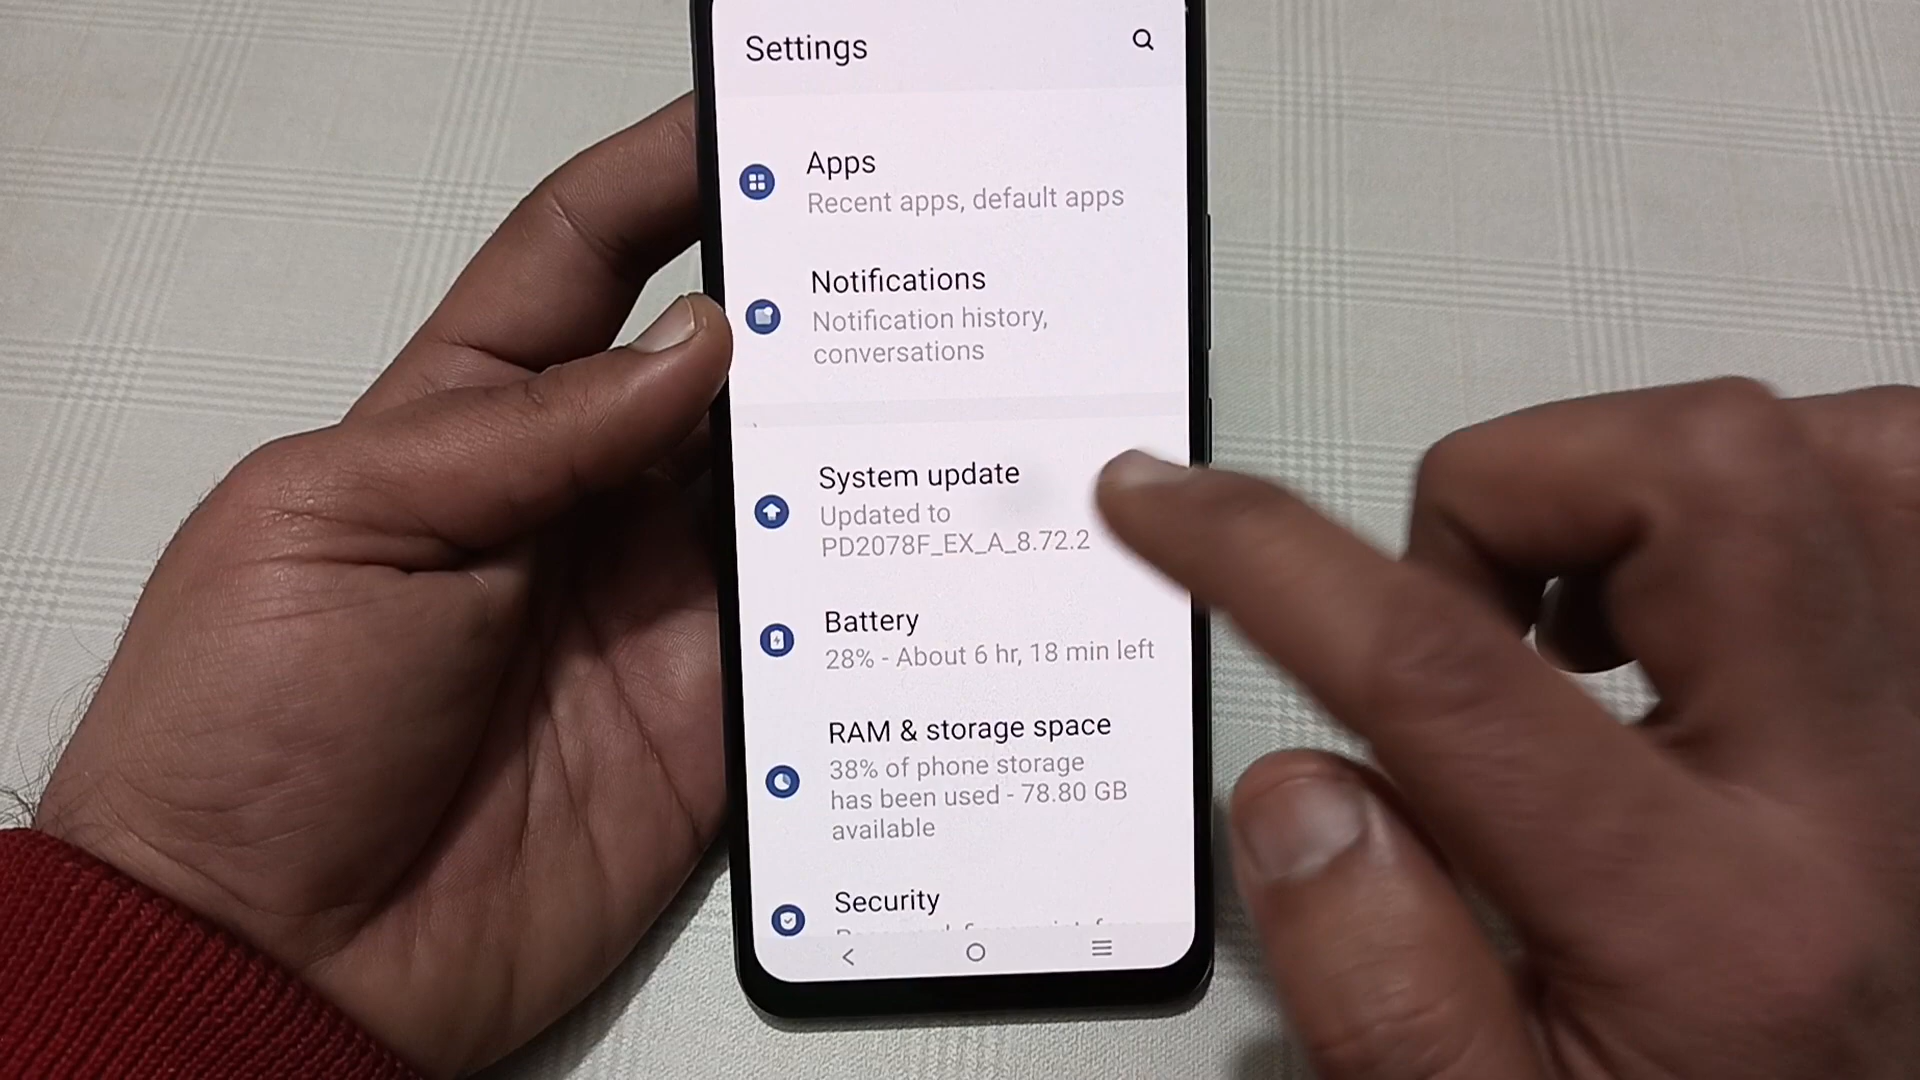 Settings
Apps
Recent apps, default apps
Notifications
Notification history,
conversations
System update
Updated to
PD2078F_EX_A_8.72.2
Battery
28% - About 6 hr, 18 min left
RAM & storage space
38% of phone storage
has been used - 78.80 GB
available
Security